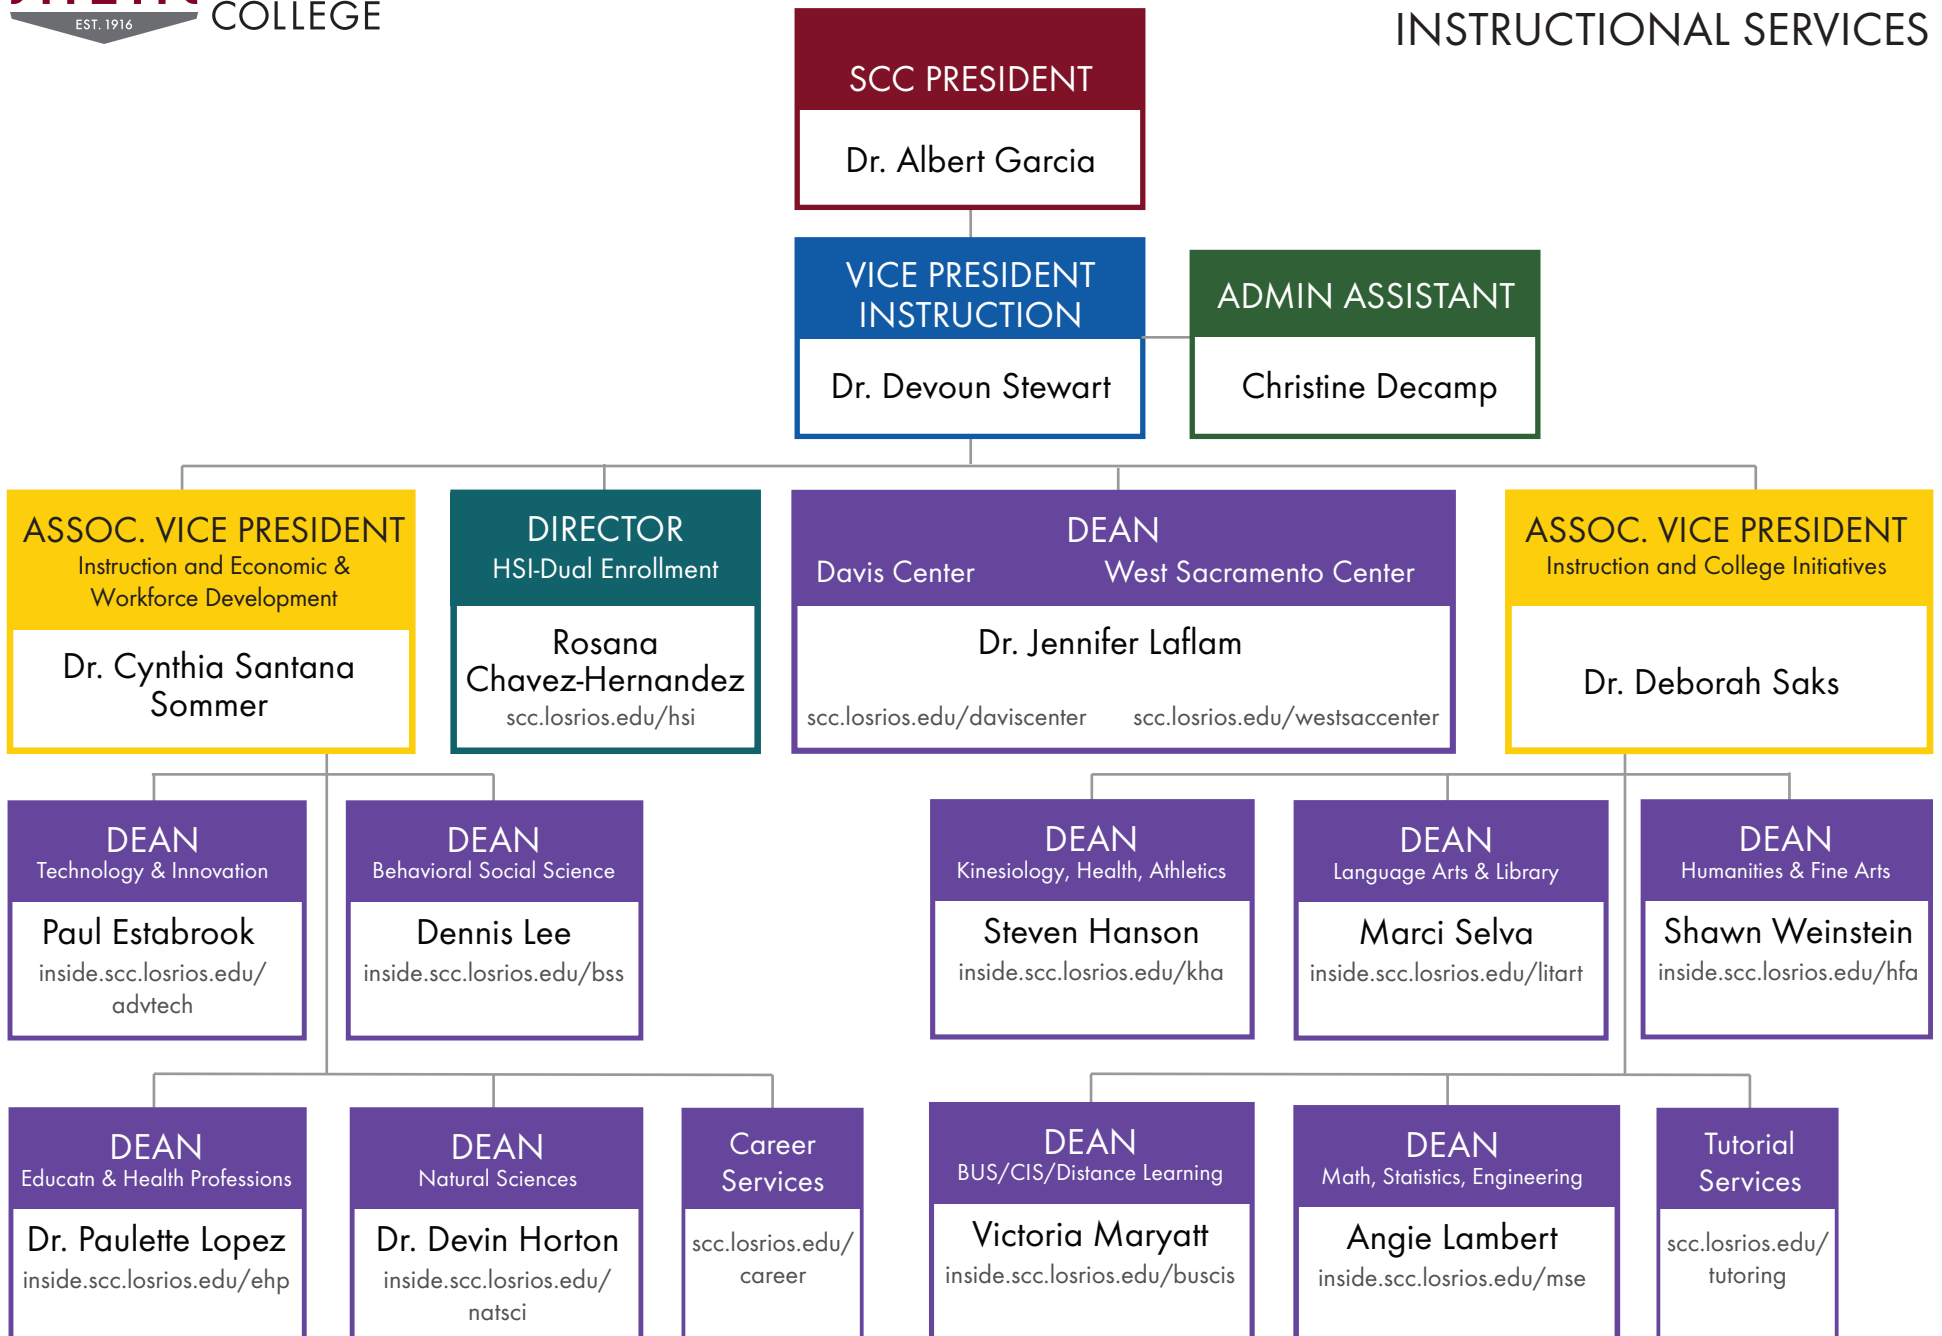 EST. 1916
COLLEGE
INSTRUCTIONAL SERVICES
SCC PRESIDENT
Dr. Albert Garcia
VICE PRESIDENT
INSTRUCTION
Dr. Devoun Stewart
ADMIN ASSISTANT
Christine Decamp
ASSOC. VICE PRESIDENT
Instruction and Economic &
Workforce Development
Dr. Cynthia Santana
Sommer
DIRECTOR
HSI-Dual Enrollment
Rosana
Chavez-Hernandez
scc.losrios.edu/hsi
DEAN
Davis Center West Sacramento Center
Dr. Jennifer Laflam
scc.losrios.edu/daviscenter scc.losrios.edu/westsaccenter
ASSOC. VICE PRESIDENT
Instruction and College Initiatives
Dr. Deborah Saks
DEAN
Technology & Innovation
Paul Estabrook
inside.scc.losrios.edu/
advtech
DEAN
Behavioral Social Science
Dennis Lee
inside.scc.losrios.edu/bss
DEAN
Kinesiology, Health, Athletics
Steven Hanson
inside.scc.losrios.edu/kha
DEAN
Language Arts & Library
Marci Selva
inside.scc.losrios.edu/litart
DEAN
Humanities & Fine Arts
Shawn Weinstein
inside.scc.losrios.edu/hfa
DEAN
Educatn & Health Professions
Dr. Paulette Lopez
inside.scc.losrios.edu/ehp
DEAN
Natural Sciences
Dr. Devin Horton
inside.scc.losrios.edu/
natsci
Career
Services
scc.losrios.edu/
career
DEAN
BUS/CIS/Distance Learning
Victoria Maryatt
inside.scc.losrios.edu/buscis
DEAN
Math, Statistics, Engineering
Angie Lambert
inside.scc.losrios.edu/mse
Tutorial
Services
scc.losrios.edu/
tutoring